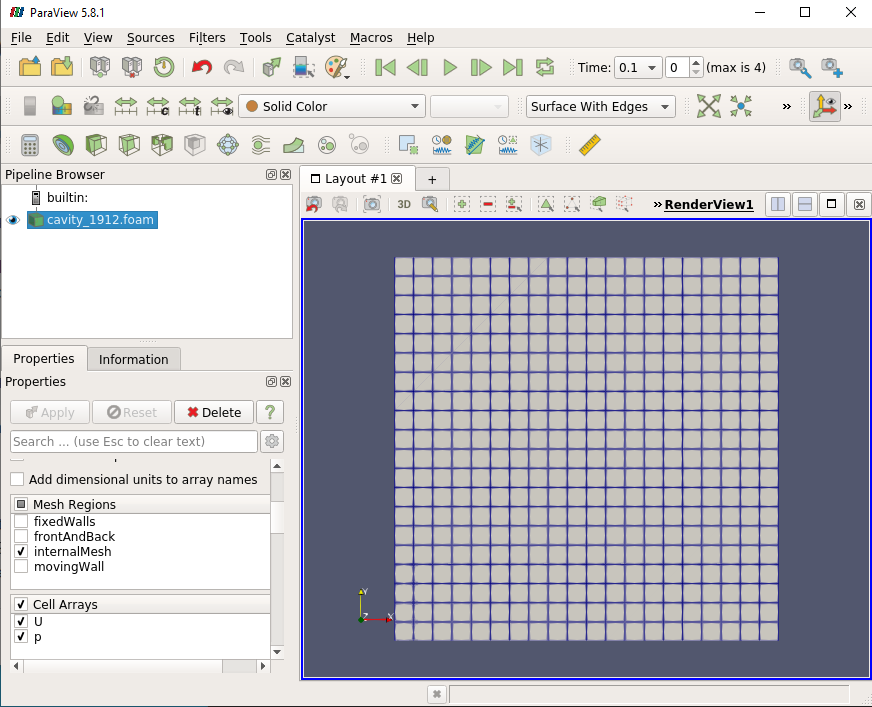 ParaView 5.8.1
File Edit View Sources Filters Tools Catalyst Macros Help
Time: 0.1 0 (max is 4)
Solid Color Surface With Edges »  »
Pipeline Browser
builtin:
cavity_1912.foam
Layout #1 +
3D » RenderView1
Properties Information
Properties
Apply Reset Delete ?
Search ... (use Esc to clear text)
Add dimensional units to array names
Mesh Regions
fixedWalls
frontAndBack
internalMesh
movingWall
Cell Arrays
U
p
Y
Z X